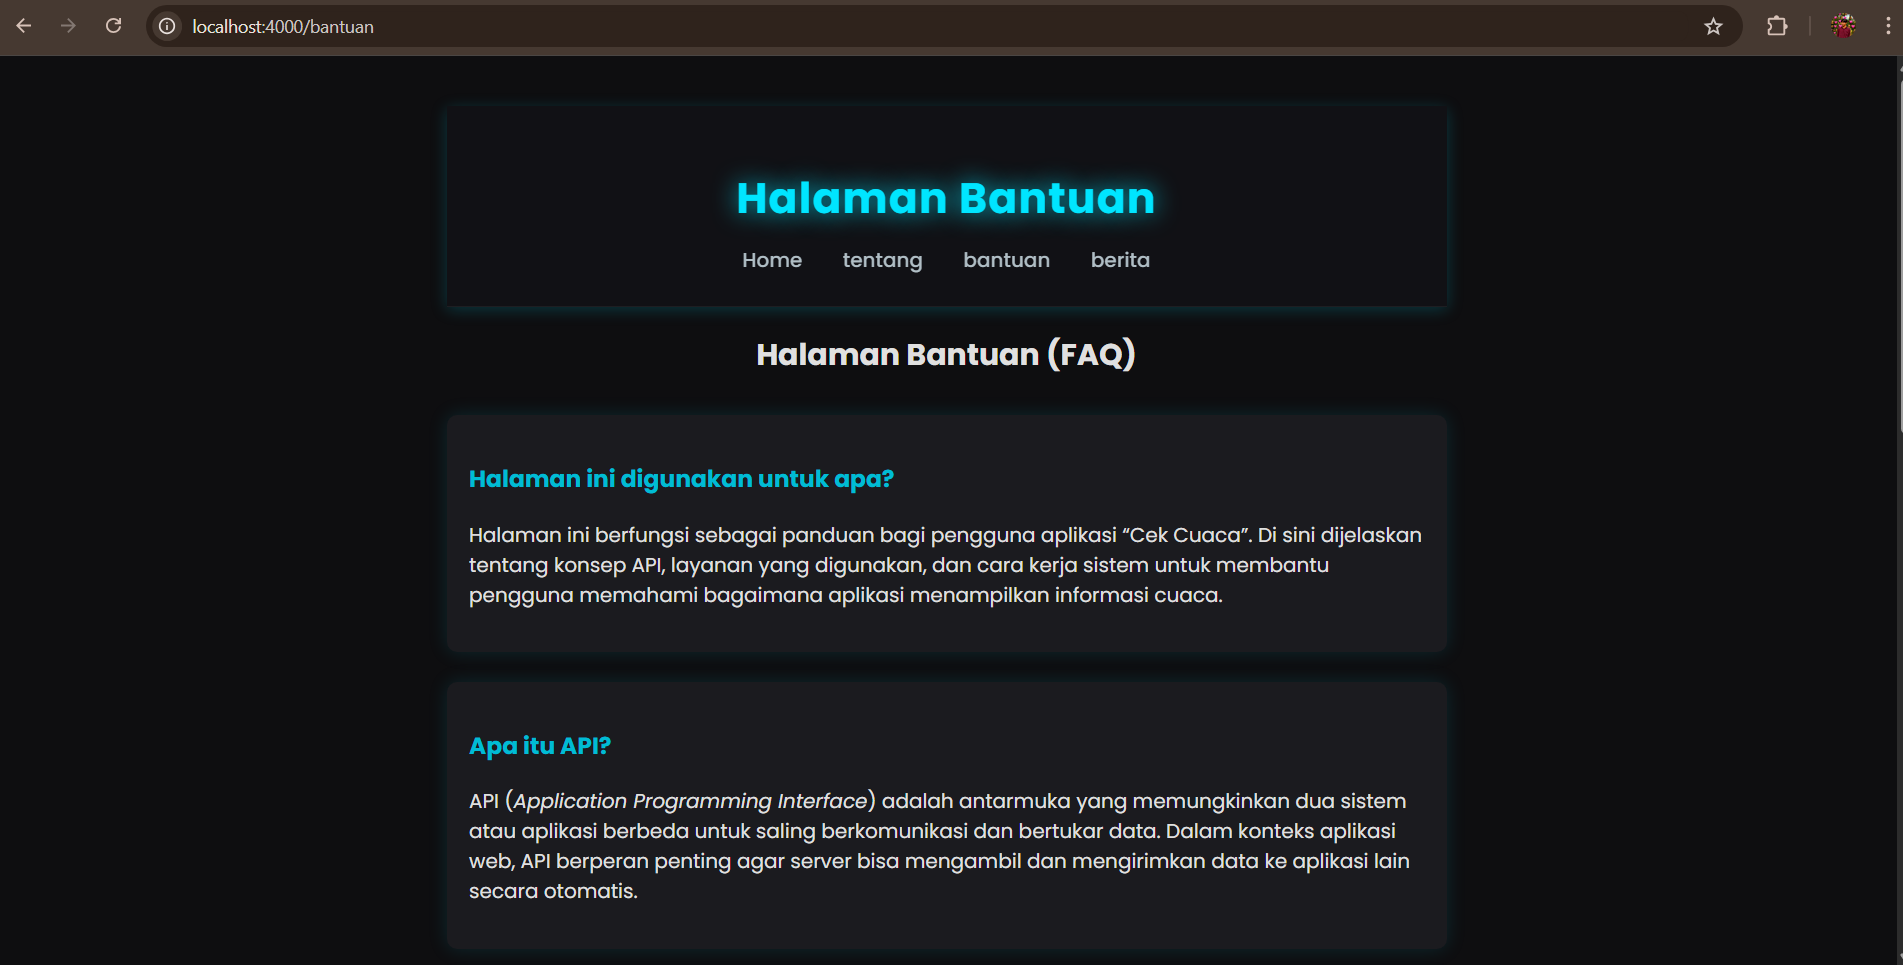 localhost:4000/bantuan
Halaman Bantuan
Home tentang bantuan berita
Halaman Bantuan (FAQ)
Halaman ini digunakan untuk apa?
Halaman ini berfungsi sebagai panduan bagi pengguna aplikasi “Cek Cuaca”. Di sini dijelaskan
tentang konsep API, layanan yang digunakan, dan cara kerja sistem untuk membantu
pengguna memahami bagaimana aplikasi menampilkan informasi cuaca.
Apa itu API?
API (Application Programming Interface) adalah antarmuka yang memungkinkan dua sistem
atau aplikasi berbeda untuk saling berkomunikasi dan bertukar data. Dalam konteks aplikasi
web, API berperan penting agar server bisa mengambil dan mengirimkan data ke aplikasi lain
secara otomatis.